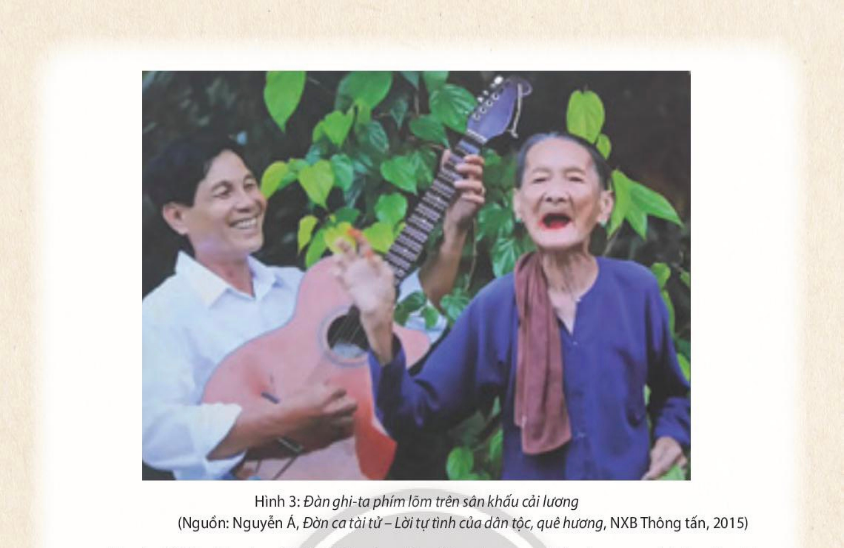 Hình 3: Đàn ghi-ta phím lõm trên sân khấu cải lương
(Nguồn: Nguyễn Á, Đờn ca tài tử – Lời tự tình của dân tộc, quê hương, NXB Thông tấn, 2015)